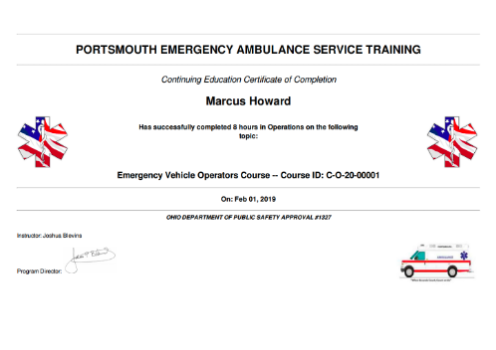 PORTSMOUTH EMERGENCY AMBULANCE SERVICE TRAINING
Continuing Education Certificate of Completion
Marcus Howard
Has successfully completed 8 hours in Operations on the following
topic:
Emergency Vehicle Operators Course -- Course ID: C-O-20-00001
On: Feb 01, 2019
OHIO DEPARTMENT OF PUBLIC SAFETY APPROVAL #1327
Instructor: Joshua Blevins
Program Director: